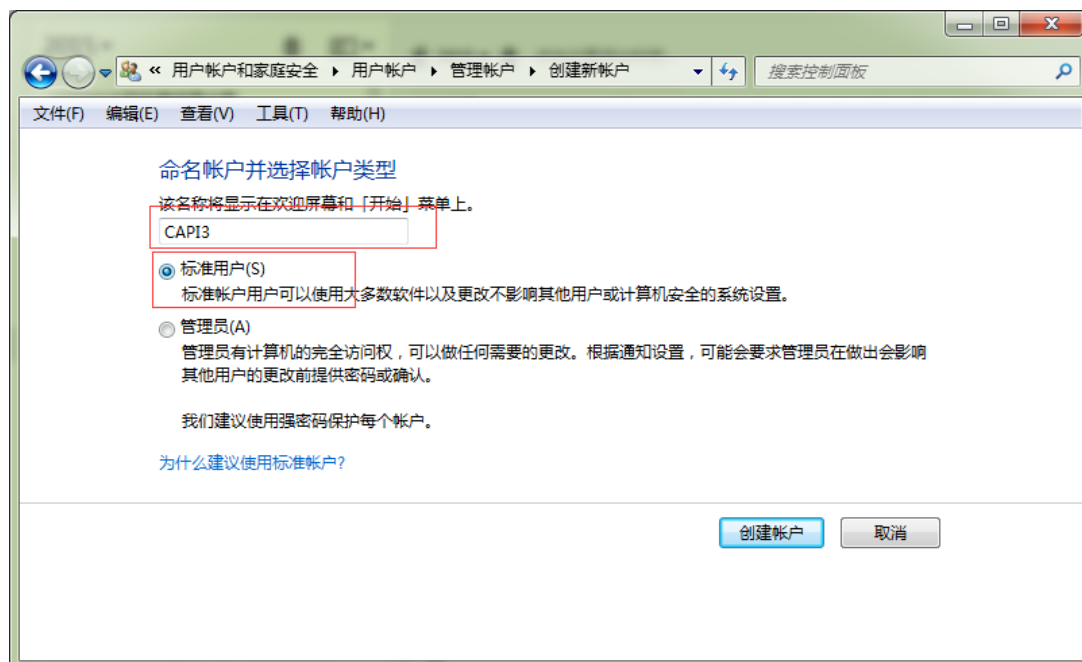 « 用户帐户和家庭安全 ▸ 用户帐户 ▸ 管理帐户 ▸ 创建新帐户 搜索控制面板
文件(F) 编辑(E) 查看(V) 工具(T) 帮助(H)
命名帐户并选择帐户类型
该名称将显示在欢迎屏幕和「开始」菜单上。
CAPI3
标准用户(S)
标准帐户用户可以使用大多数软件以及更改不影响其他用户或计算机安全的系统设置。
管理员(A)
管理员有计算机的完全访问权，可以做任何需要的更改。根据通知设置，可能会要求管理员在做出会影响
其他用户的更改前提供密码或确认。
我们建议使用强密码保护每个帐户。
为什么建议使用标准帐户?
创建帐户 取消